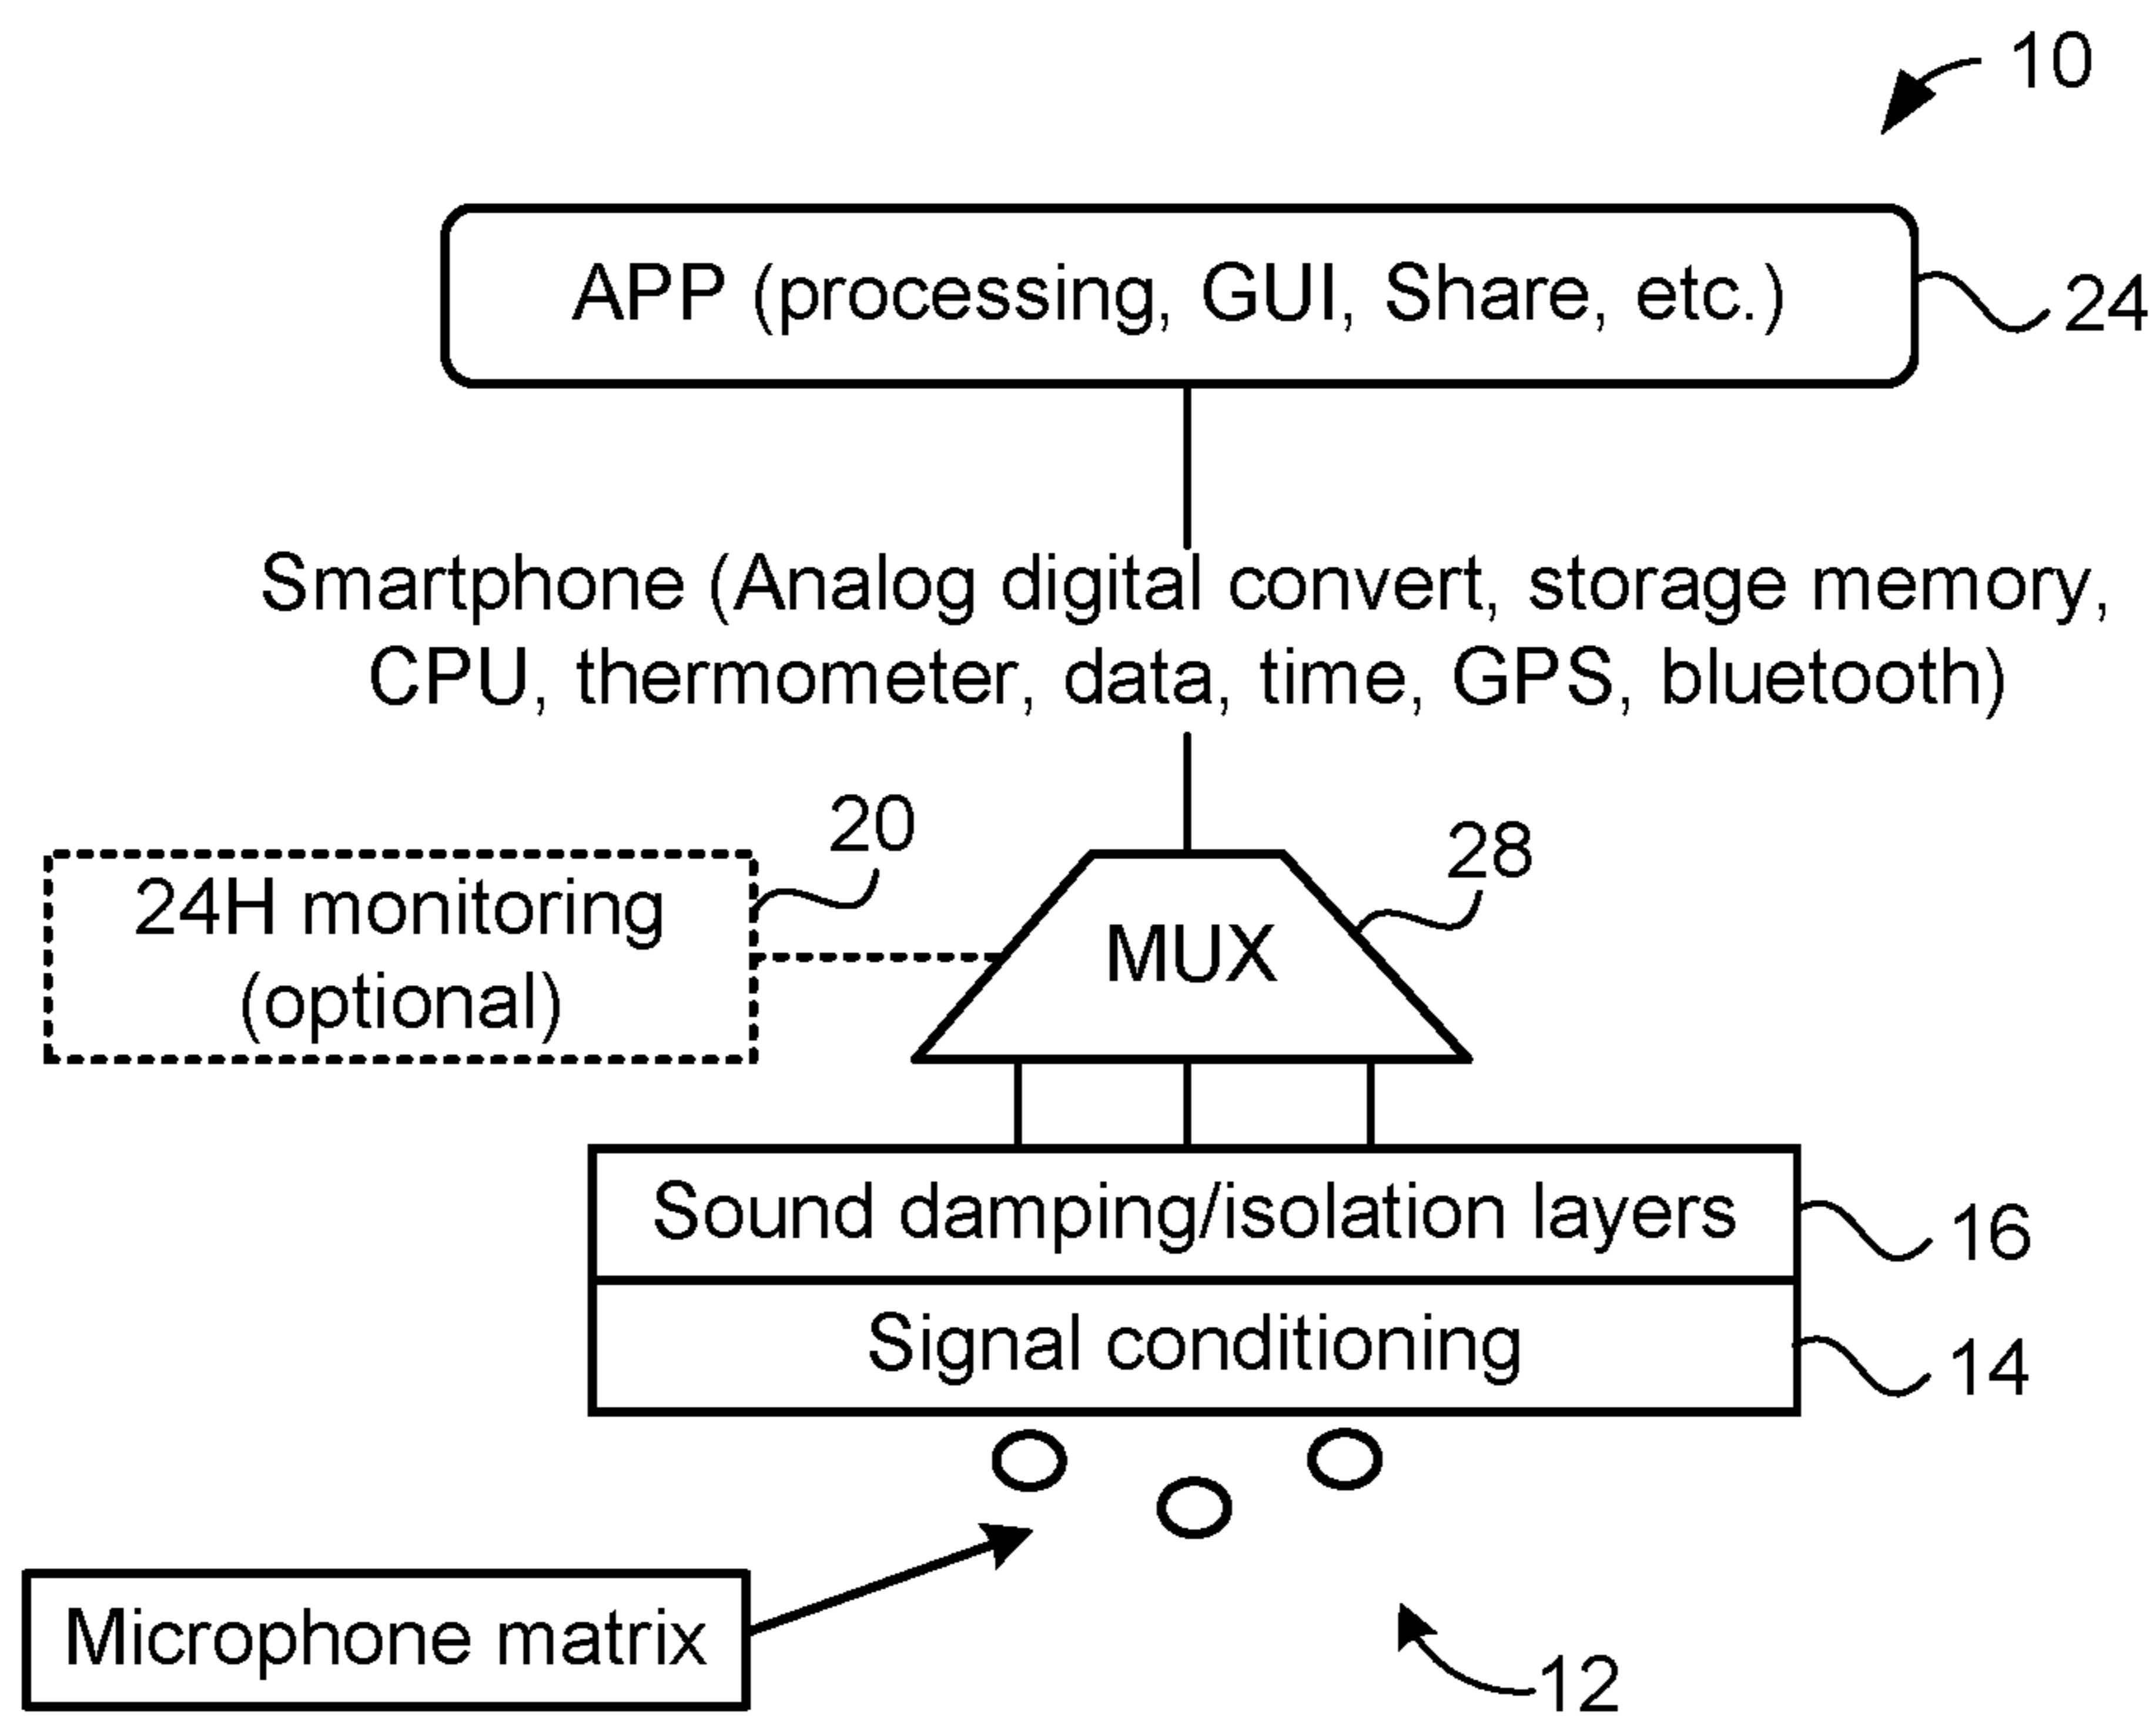 10
APP (processing, GUI, Share, etc.)
24
Smartphone (Analog digital convert, storage memory,
CPU, thermometer, data, time, GPS, bluetooth)
20
28
24H monitoring
(optional)
MUX
Sound damping/isolation layers
16
Signal conditioning
14
Microphone matrix
12